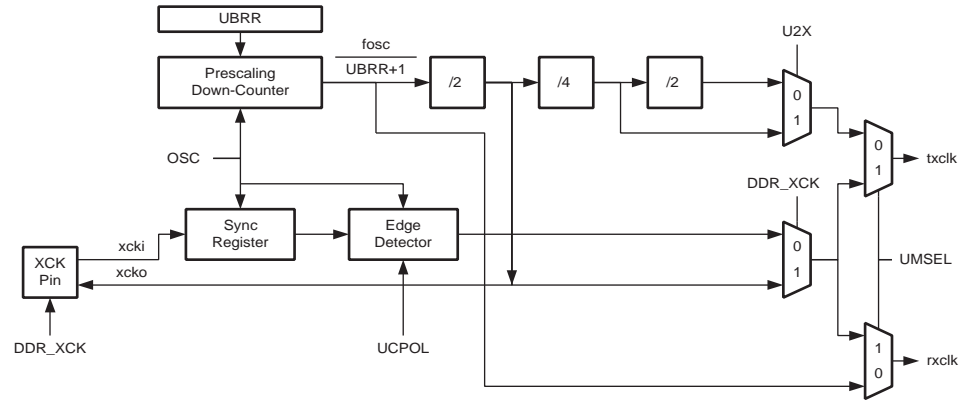 UBRR
fosc
UBRR+1
U2X
Prescaling
Down-Counter
/2
/4
/2
0
1
OSC
0
1
txclk
DDR_XCK
Sync
Register
Edge
Detector
0
1
xcki
XCK
Pin
xcko
UMSEL
DDR_XCK
UCPOL
1
0
rxclk